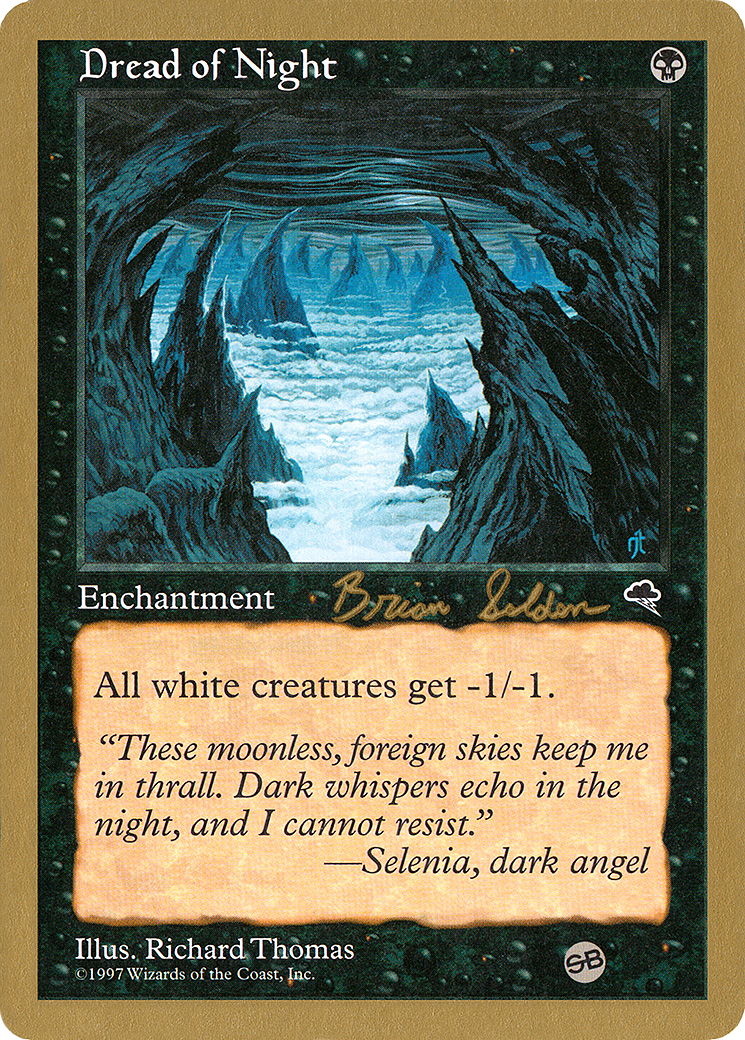 Dread of Night
Enchantment
Brian Selden
All white creatures get -1/-1.
“These moonless, foreign skies keep me
in thrall. Dark whispers echo in the
night, and I cannot resist.”
—Selenia, dark angel
Illus. Richard Thomas
©1997 Wizards of the Coast, Inc.
SB